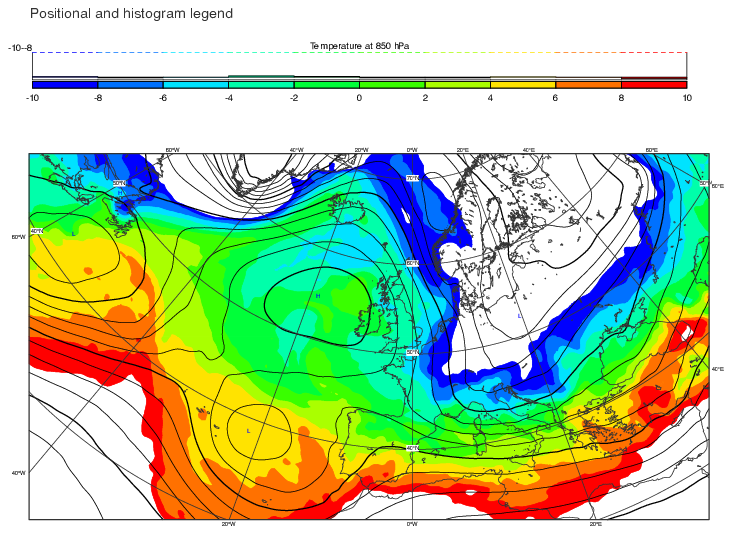 Positional and histogram legend
-10--8
Temperature at 850 hPa
-10 -8 -6 -4 -2 0 2 4 6 8 10
60°W 40°W 20°W 0°W 20°E 40°E 60°E
70°N
50°N
50°N
60°E
H
40°N
L
60°W
60°N
H
L
50°N
40°E
L
40°N
40°W
20°W 0°W 20°E